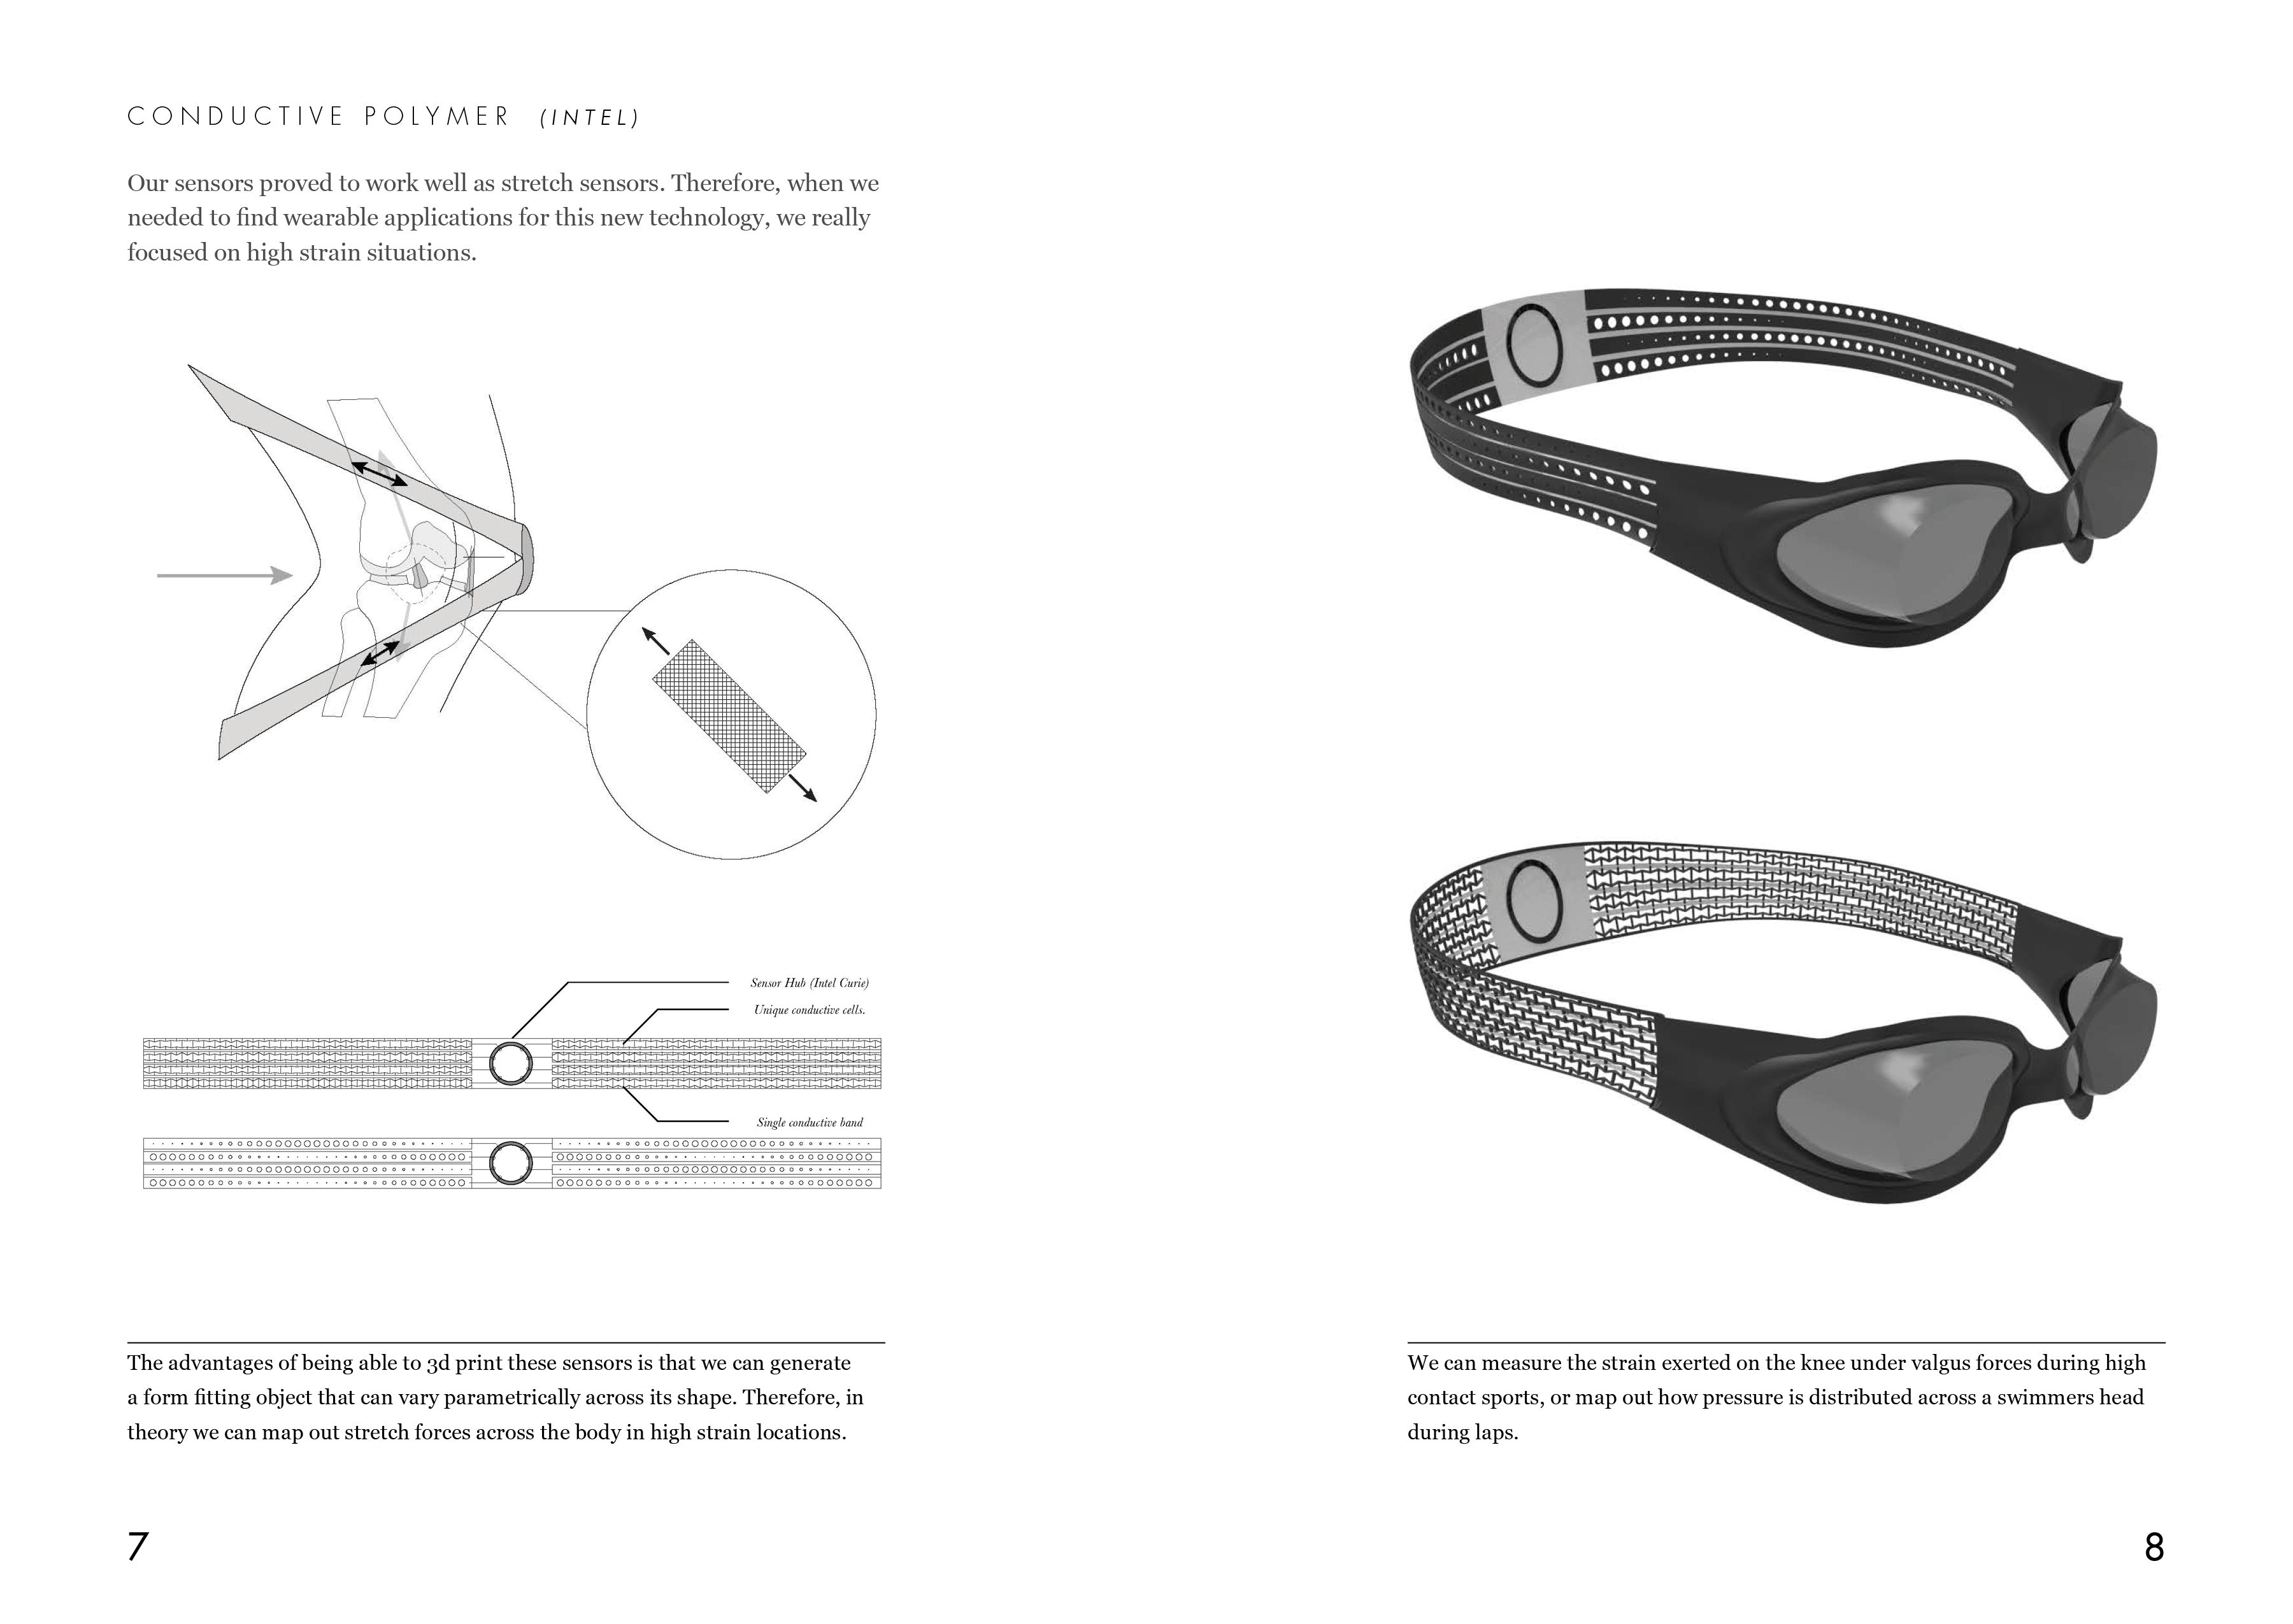 CONDUCTIVE POLYMER (INTEL)
Our sensors proved to work well as stretch sensors. Therefore, when we
needed to find wearable applications for this new technology, we really
focused on high strain situations.
Sensor Hub (Intel Curie)
Unique conductive cells.
Single conductive band
The advantages of being able to 3d print these sensors is that we can generate
a form fitting object that can vary parametrically across its shape. Therefore, in
theory we can map out stretch forces across the body in high strain locations.
7
We can measure the strain exerted on the knee under valgus forces during high
contact sports, or map out how pressure is distributed across a swimmers head
during laps.
8